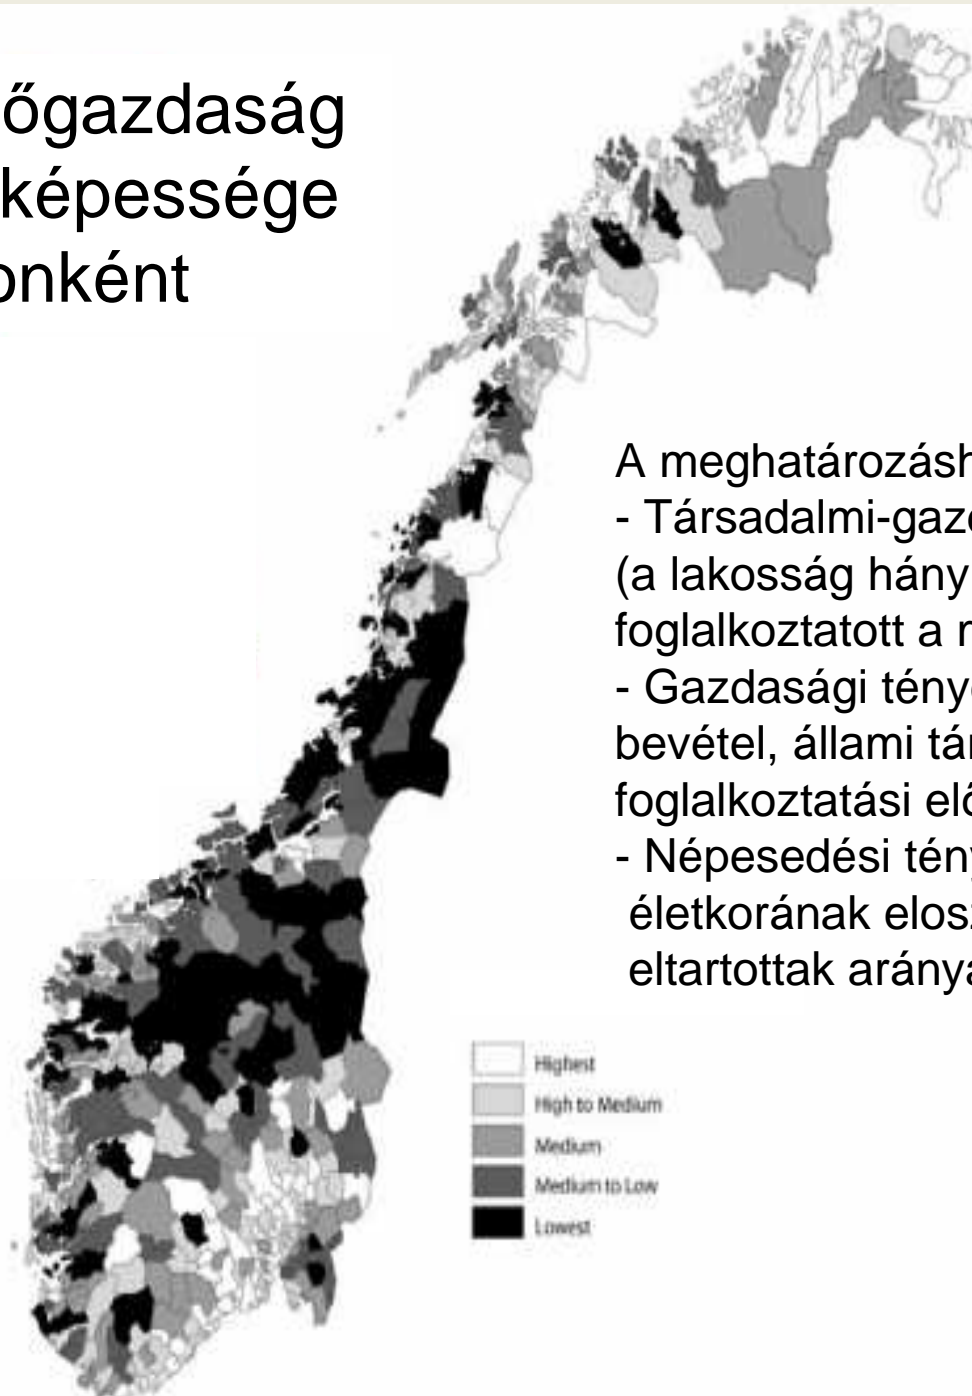 őgazdaság
képessége
onként
A meghatározásh
- Társadalmi-gazd
(a lakosság hány
foglalkoztatott a r
- Gazdasági ténye
bevétel, állami tár
foglalkoztatási elő
- Népesedési tény
életkorának elosz
eltartottak aránya
Highest
High to Medium
Medium
Medium to Low
Lowest